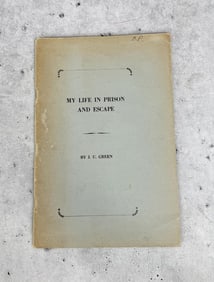 MY LIFE IN PRISON
AND ESCAPE
BY J. U. GREEN